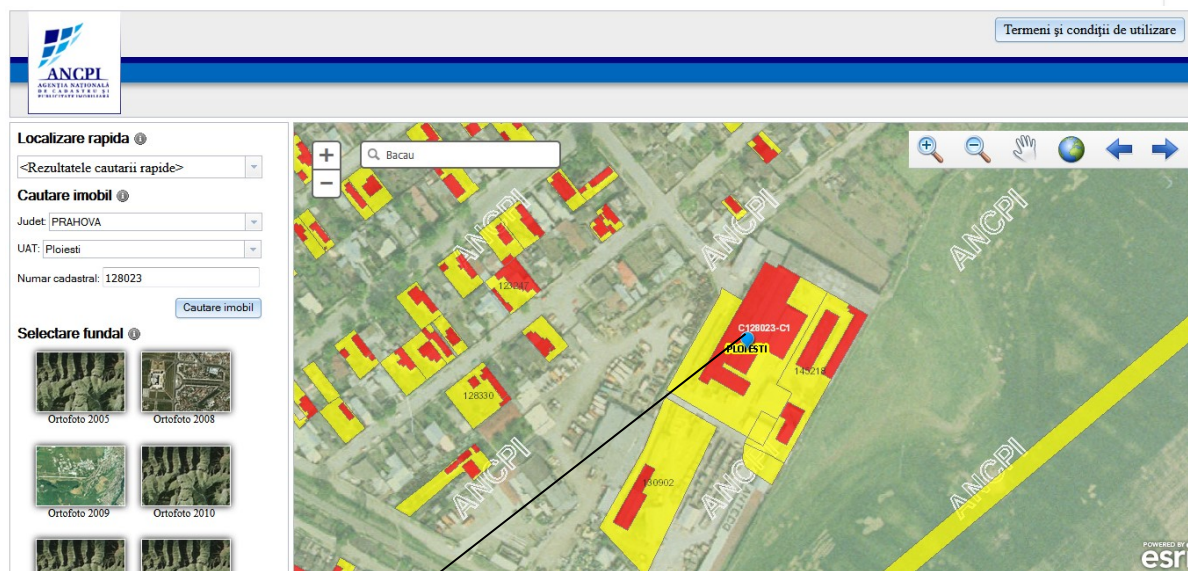 Termeni şi condiţii de utilizare
ANCPI
AGENŢIA NAŢIONALĂ
DE CADASTRU ŞI
PUBLICITATE IMOBILIARĂ
Localizare rapida
<Rezultatele cautarii rapide>
Cautare imobil
Judet: PRAHOVA
UAT: Ploiesti
Numar cadastral: 128023
Cautare imobil
Selectare fundal
Ortofoto 2005
Ortofoto 2008
Ortofoto 2009
Ortofoto 2010
+
−
Bacau
ANCPI
ANCPI
ANCPI
C128023-C1
PLOIESTI
128330
130902
ANCPI
ANCPI
ANCPI
POWERED BY
esri